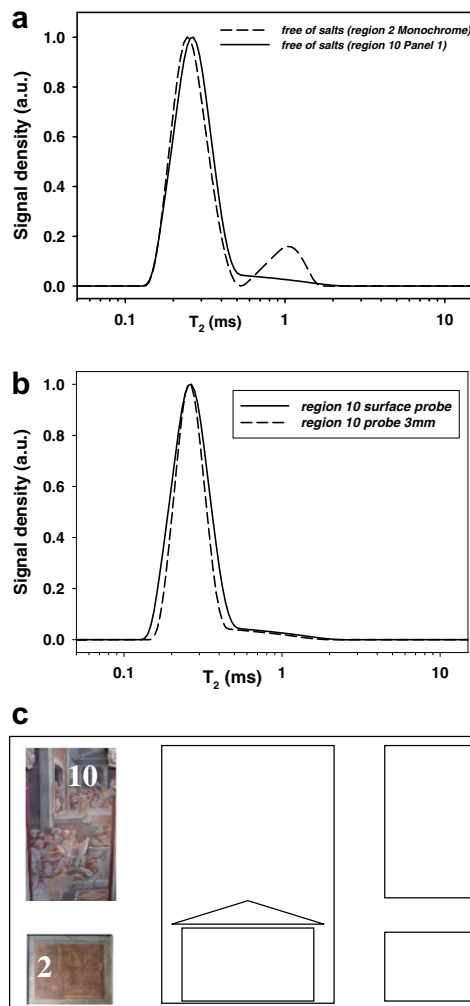 a
free of salts (region 2 Monochrome)
free of salts (region 10 Panel 1)
Signal density (a.u.)
1.0
0.8
0.6
0.4
0.2
0.0
0.1
1
10
T2 (ms)
b
region 10 surface probe
region 10 probe 3mm
Signal density (a.u.)
1.0
0.8
0.6
0.4
0.2
0.0
0.1
1
10
T2 (ms)
c
10
2